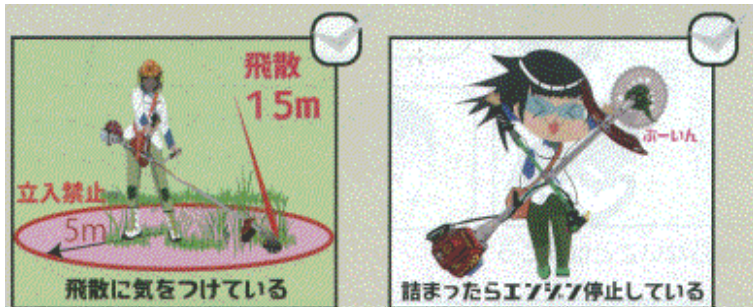 飛散
15m
立入禁止
5m
飛散に気をつけている
ぶーいん
詰まったらエンジン停止している